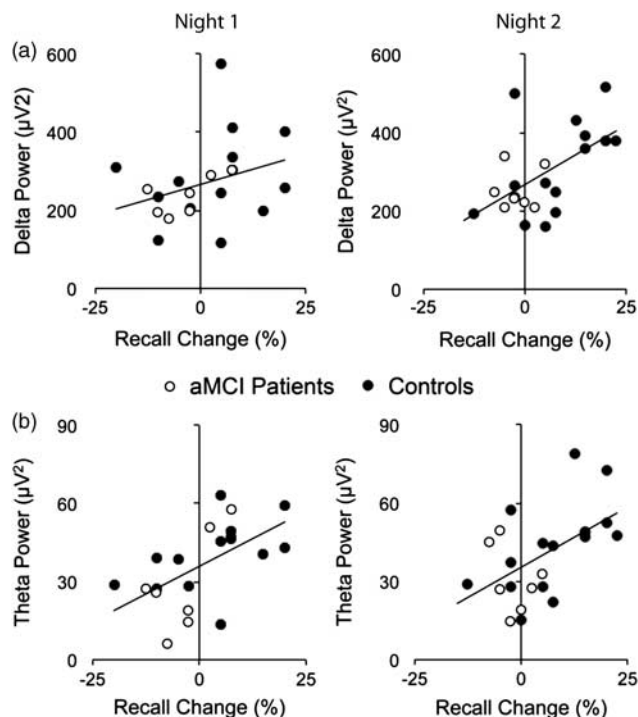 Night 1 Night 2
(a)
Delta Power (µV2) Delta Power (µV²)
600 600
400 400
200 200
0 0
-25 0 25 -25 0 25
Recall Change (%) Recall Change (%)
aMCI Patients Controls
(b)
Theta Power (µV²) Theta Power (µV²)
90 90
60 60
30 30
0 0
-25 0 25 -25 0 25
Recall Change (%) Recall Change (%)